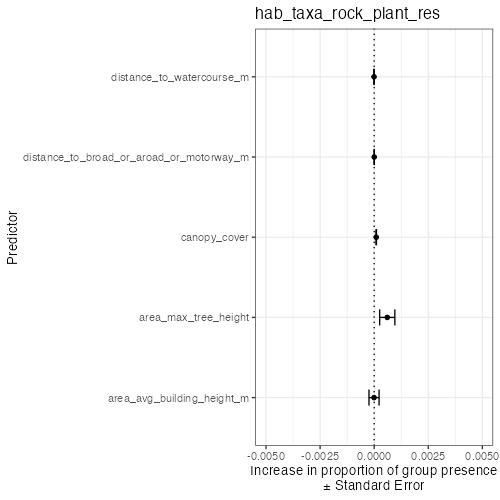 hab_taxa_rock_plant_res
Predictor
distance_to_watercourse_m
distance_to_broad_or_aroad_or_motorway_m
canopy_cover
area_max_tree_height
area_avg_building_height_m
-0.0050 -0.0025 0.0000 0.0025 0.0050
Increase in proportion of group presence
± Standard Error